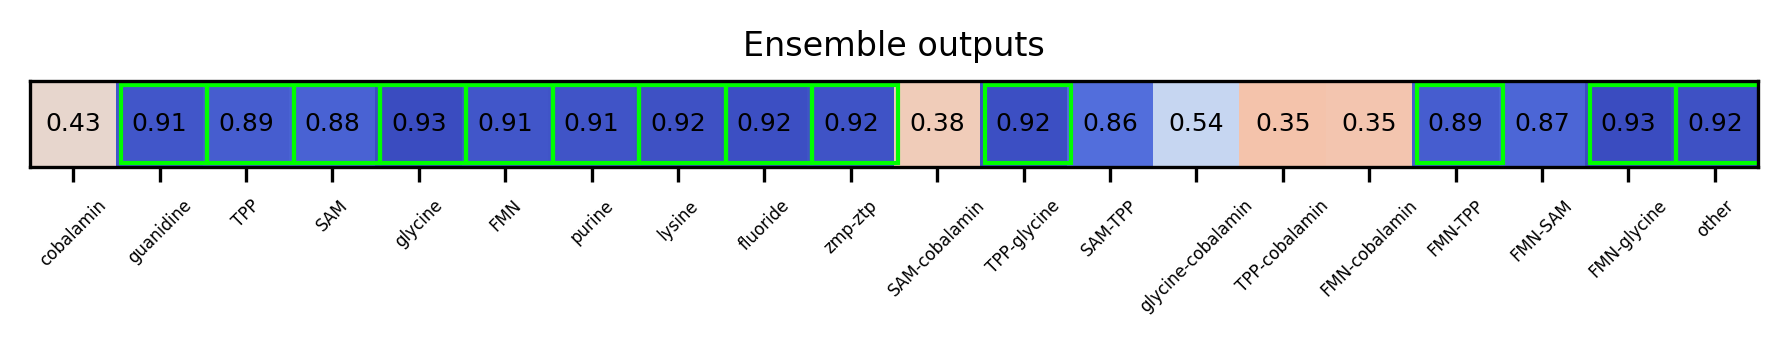 Ensemble outputs
0.43 0.91 0.89 0.88 0.93 0.91 0.91 0.92 0.92 0.92 0.38 0.92 0.86 0.54 0.35 0.35 0.89 0.87 0.93 0.92
cobalamin guanidine TPP SAM glycine FMN purine lysine fluoride zmp-ztp SAM-cobalamin TPP-glycine SAM-TPP glycine-cobalamin TPP-cobalamin FMN-cobalamin FMN-TPP FMN-SAM FMN-glycine other